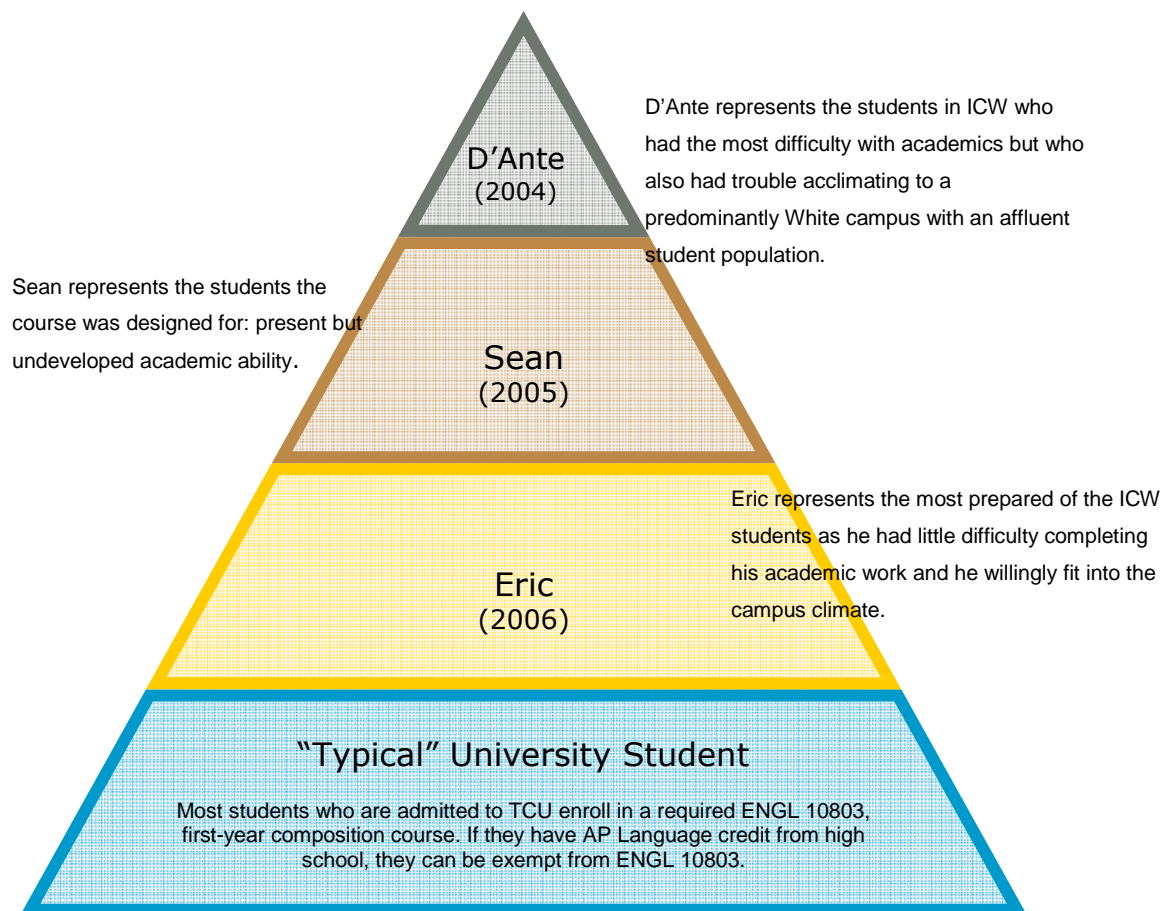 D’Ante
(2004)
D’Ante represents the students in ICW who
had the most difficulty with academics but who
also had trouble acclimating to a
predominantly White campus with an affluent
student population.
Sean represents the students the
course was designed for: present but
undeveloped academic ability.
Sean
(2005)
Eric represents the most prepared of the ICW
students as he had little difficulty completing
his academic work and he willingly fit into the
campus climate.
Eric
(2006)
“Typical” University Student
Most students who are admitted to TCU enroll in a required ENGL 10803,
first-year composition course. If they have AP Language credit from high
school, they can be exempt from ENGL 10803.